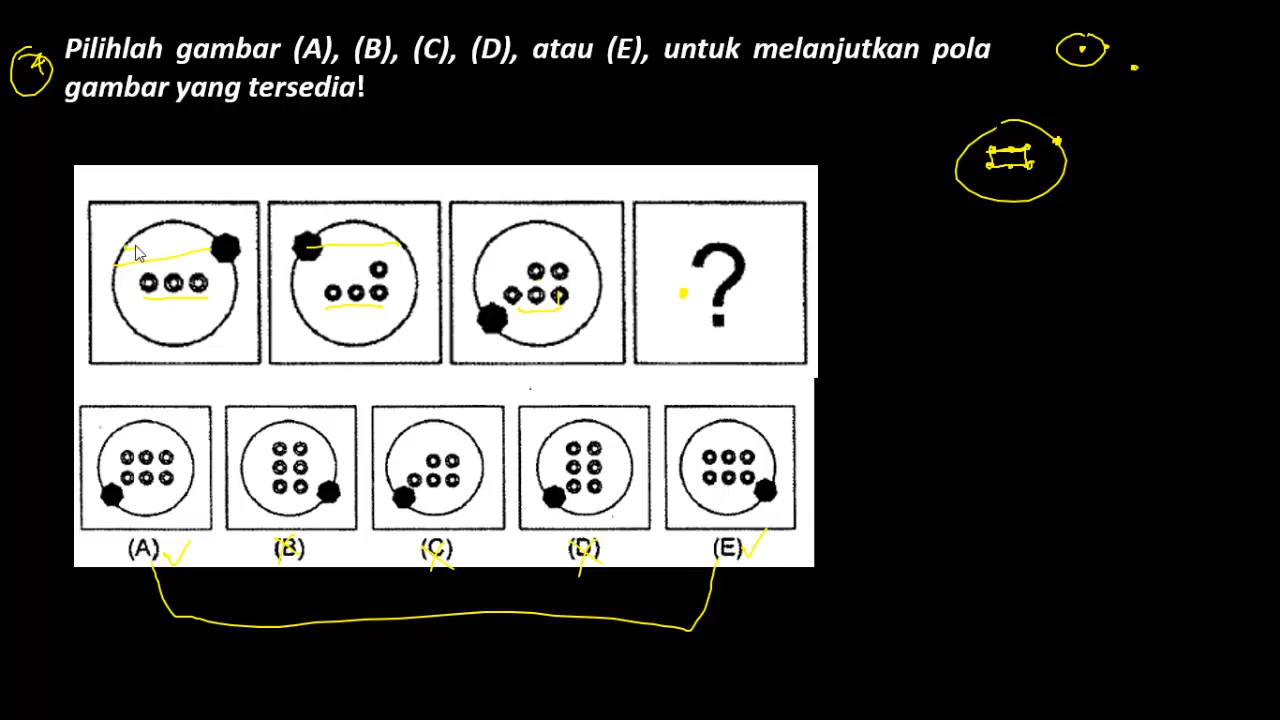 Pilihlah gambar (A), (B), (C), (D), atau (E), untuk melanjutkan pola
gambar yang tersedia!
?
(A) (B) (C) (D) (E)